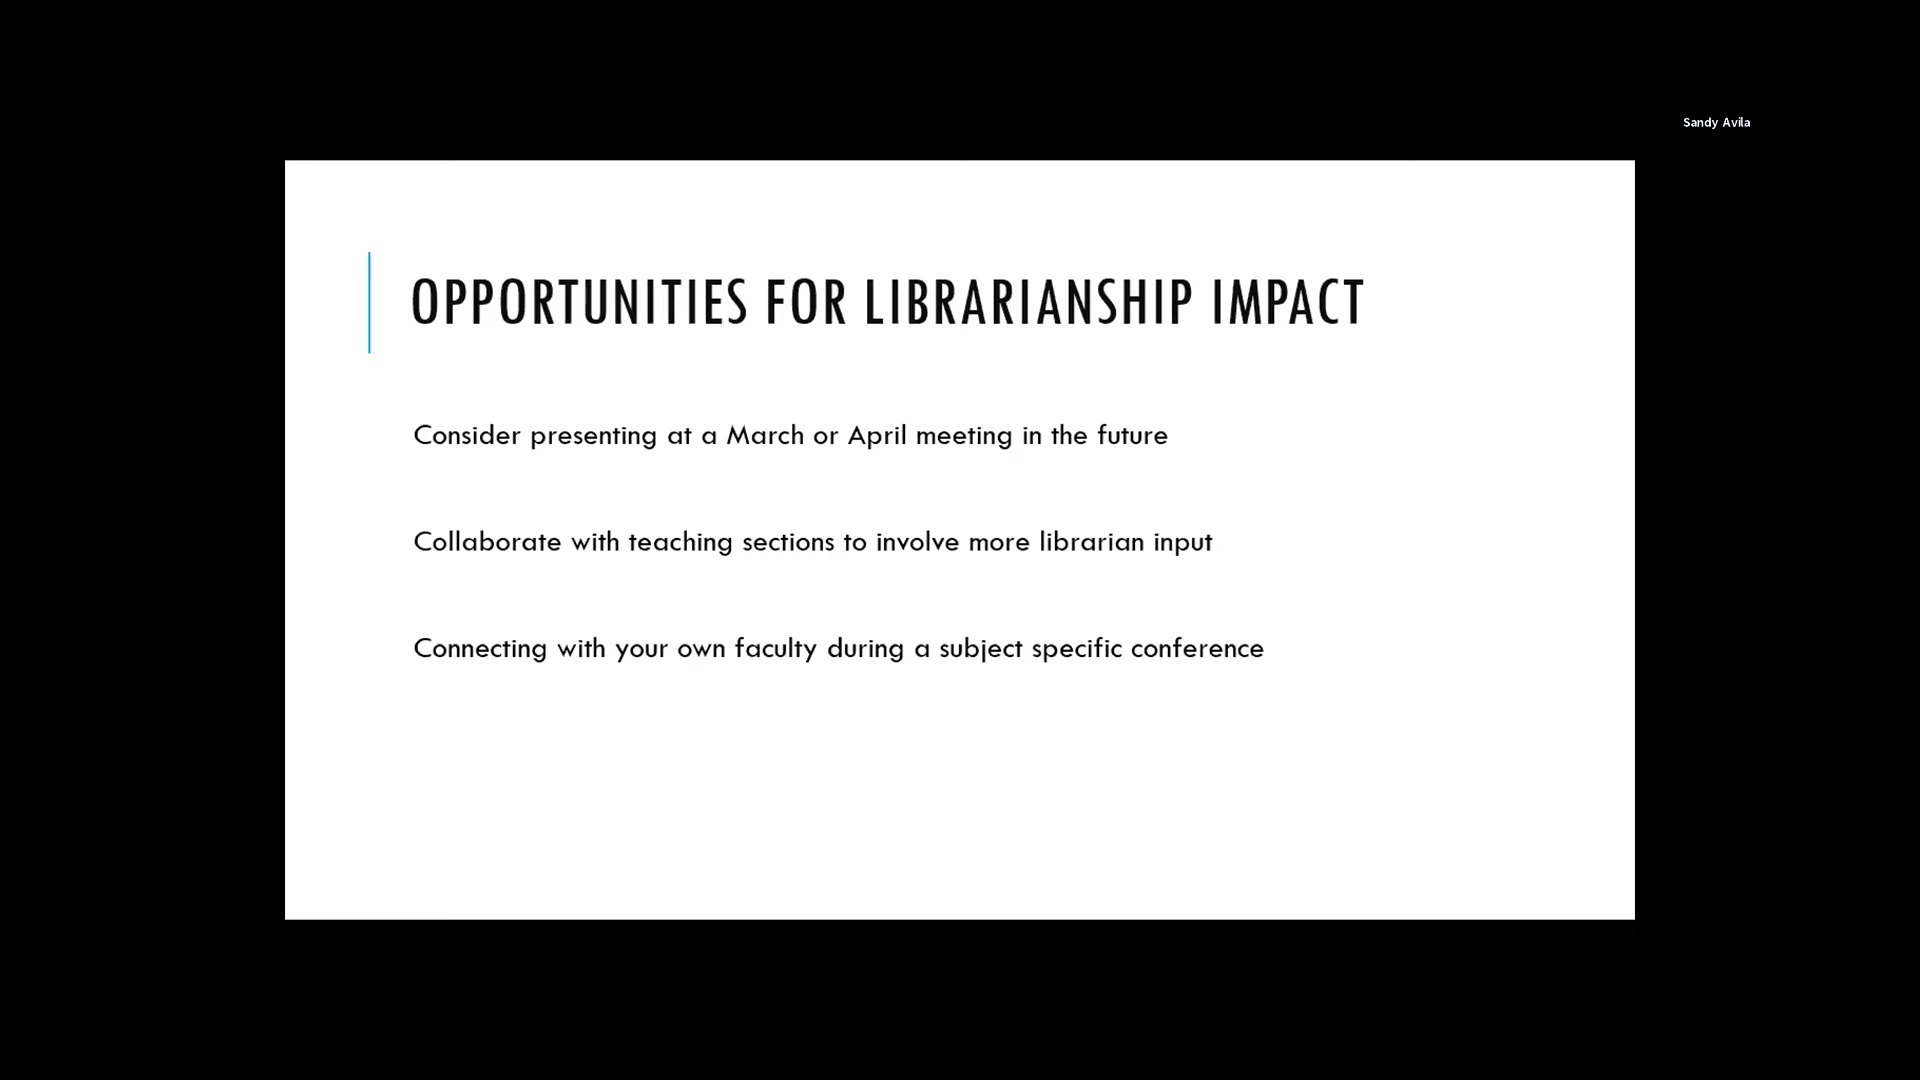 Sandy Avila
OPPORTUNITIES FOR LIBRARIANSHIP IMPACT
Consider presenting at a March or April meeting in the future
Collaborate with teaching sections to involve more librarian input
Connecting with your own faculty during a subject specific conference